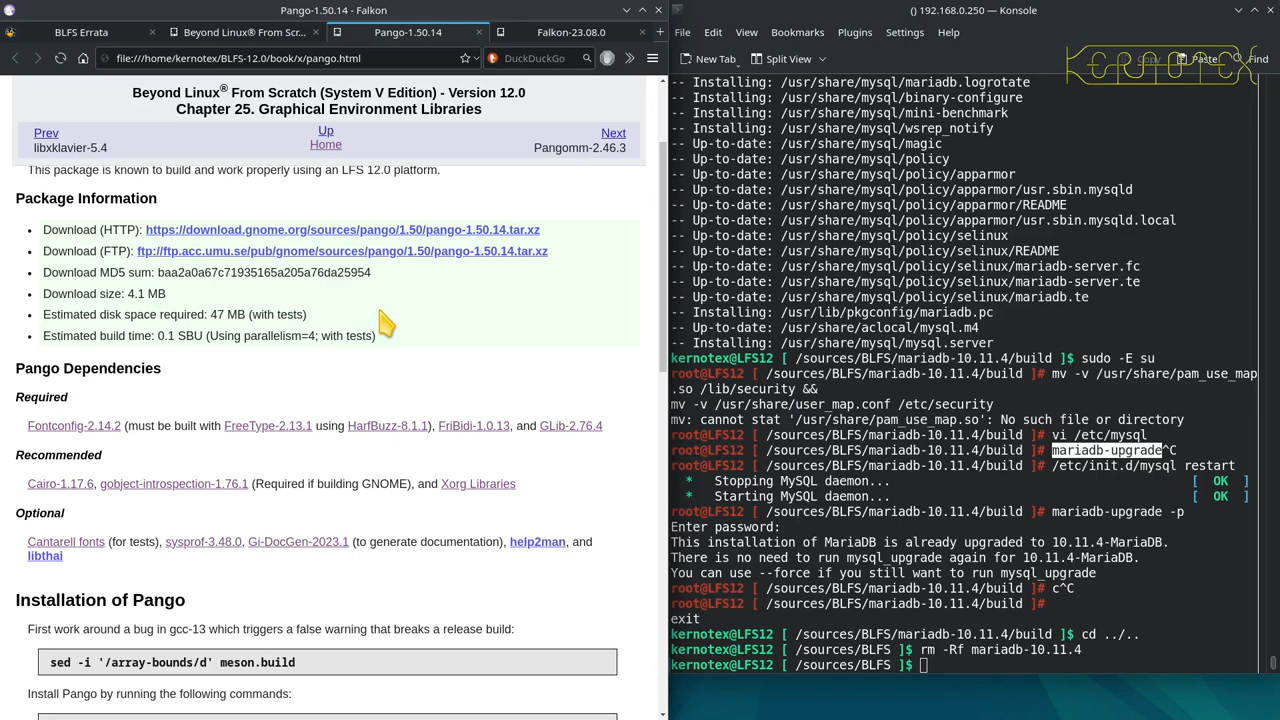 Pango-1.50.14 - Falkon
() 192.168.0.250 — Konsole
BLFS Errata
Beyond Linux® From Scr...
Pango-1.50.14
Falkon-23.08.0
File Edit View Bookmarks Plugins Settings Help
file:///home/kernotex/BLFS-12.0/book/x/pango.html
DuckDuckGo
New Tab
Split View
Copy
Paste
Find
KERNOTEX
Beyond Linux® From Scratch (System V Edition) - Version 12.0
Chapter 25. Graphical Environment Libraries
Prev
Up
Next
libxklavier-5.4
Home
Pangomm-2.46.3
This package is known to build and work properly using an LFS 12.0 platform.
Package Information
• Download (HTTP): https://download.gnome.org/sources/pango/1.50/pango-1.50.14.tar.xz
• Download (FTP): ftp://ftp.acc.umu.se/pub/gnome/sources/pango/1.50/pango-1.50.14.tar.xz
• Download MD5 sum: baa2a0a67c71935165a205a76da25954
• Download size: 4.1 MB
• Estimated disk space required: 47 MB (with tests)
• Estimated build time: 0.1 SBU (Using parallelism=4; with tests)
Pango Dependencies
Required
Fontconfig-2.14.2 (must be built with FreeType-2.13.1 using HarfBuzz-8.1.1), FriBidi-1.0.13, and GLib-2.76.4
Recommended
Cairo-1.17.6, gobject-introspection-1.76.1 (Required if building GNOME), and Xorg Libraries
Optional
Cantarell fonts (for tests), sysprof-3.48.0, Gi-DocGen-2023.1 (to generate documentation), help2man, and
libthai
Installation of Pango
First work around a bug in gcc-13 which triggers a false warning that breaks a release build:
sed -i '/array-bounds/d' meson.build
Install Pango by running the following commands:
-- Installing: /usr/share/mysql/mariadb.logrotate
-- Installing: /usr/share/mysql/binary-configure
-- Installing: /usr/share/mysql/mini-benchmark
-- Installing: /usr/share/mysql/wsrep_notify
-- Up-to-date: /usr/share/mysql/magic
-- Up-to-date: /usr/share/mysql/policy
-- Up-to-date: /usr/share/mysql/policy/apparmor
-- Up-to-date: /usr/share/mysql/policy/apparmor/usr.sbin.mysqld
-- Up-to-date: /usr/share/mysql/policy/apparmor/README
-- Up-to-date: /usr/share/mysql/policy/apparmor/usr.sbin.mysqld.local
-- Up-to-date: /usr/share/mysql/policy/selinux
-- Up-to-date: /usr/share/mysql/policy/selinux/README
-- Up-to-date: /usr/share/mysql/policy/selinux/mariadb-server.fc
-- Up-to-date: /usr/share/mysql/policy/selinux/mariadb-server.te
-- Up-to-date: /usr/share/mysql/policy/selinux/mariadb.te
-- Installing: /usr/lib/pkgconfig/mariadb.pc
-- Up-to-date: /usr/share/aclocal/mysql.m4
-- Installing: /usr/share/mysql/mysql.server
kernotex@LFS12 [ /sources/BLFS/mariadb-10.11.4/build ]$ sudo -E su
root@LFS12 [ /sources/BLFS/mariadb-10.11.4/build ]# mv -v /usr/share/pam_use_map
.so /lib/security &&
mv -v /usr/share/user_map.conf /etc/security
mv: cannot stat '/usr/share/pam_use_map.so': No such file or directory
root@LFS12 [ /sources/BLFS/mariadb-10.11.4/build ]# vi /etc/mysql
root@LFS12 [ /sources/BLFS/mariadb-10.11.4/build ]# mariadb-upgrade^C
root@LFS12 [ /sources/BLFS/mariadb-10.11.4/build ]# /etc/init.d/mysql restart
* Stopping MySQL daemon... [ OK ]
* Starting MySQL daemon... [ OK ]
root@LFS12 [ /sources/BLFS/mariadb-10.11.4/build ]# mariadb-upgrade -p
Enter password:
This installation of MariaDB is already upgraded to 10.11.4-MariaDB.
There is no need to run mysql_upgrade again for 10.11.4-MariaDB.
You can use --force if you still want to run mysql_upgrade
root@LFS12 [ /sources/BLFS/mariadb-10.11.4/build ]# c^C
root@LFS12 [ /sources/BLFS/mariadb-10.11.4/build ]#
exit
kernotex@LFS12 [ /sources/BLFS/mariadb-10.11.4/build ]$ cd ../..
kernotex@LFS12 [ /sources/BLFS ]$ rm -Rf mariadb-10.11.4
kernotex@LFS12 [ /sources/BLFS ]$